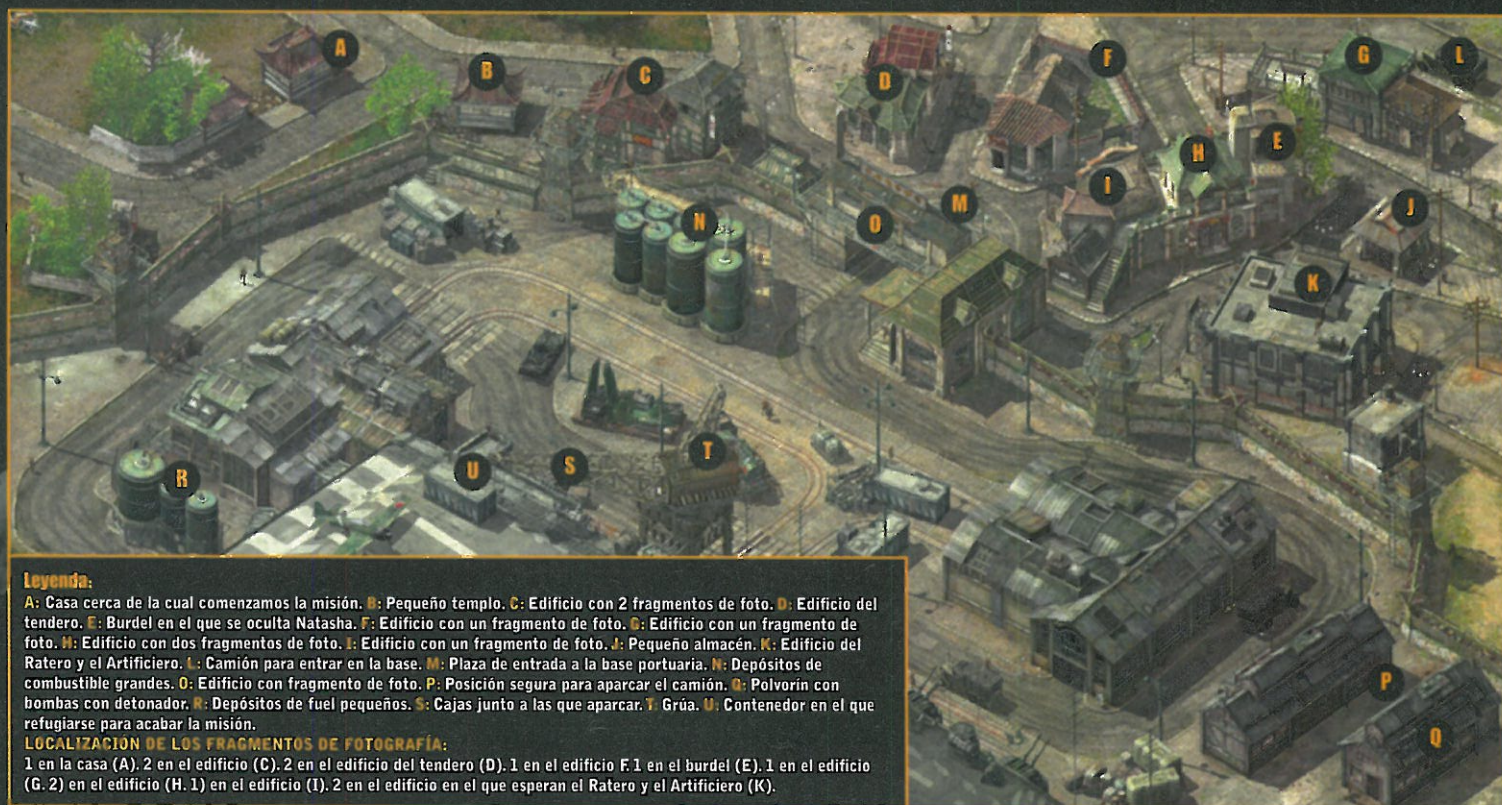 A
B
C
D
F
G
L
E
H
I
J
M
N
O
K
R
U
S
T
P
Q
Leyenda:
A: Casa cerca de la cual comenzamos la misión. B: Pequeño templo. C: Edificio con 2 fragmentos de foto. D: Edificio del
tendero. E: Burdel en el que se oculta Natasha. F: Edificio con un fragmento de foto. G: Edificio con un fragmento de
foto. H: Edificio con dos fragmentos de foto. I: Edificio con un fragmento de foto. J: Pequeño almacén. K: Edificio del
Ratero y el Artificiero. L: Camión para entrar en la base. M: Plaza de entrada a la base portuaria. N: Depósitos de
combustible grandes. O: Edificio con fragmento de foto. P: Posición segura para aparcar el camión. Q: Polvorín con
bombas con detonador. R: Depósitos de fuel pequeños. S: Cajas junto a las que aparcar. T: Grúa. U: Contenedor en el que
refugiarse para acabar la misión.
LOCALIZACIÓN DE LOS FRAGMENTOS DE FOTOGRAFÍA:
1 en la casa (A). 2 en el edificio (C). 2 en el edificio del tendero (D). 1 en el edificio F. 1 en el burdel (E). 1 en el edificio
(G. 2) en el edificio (H. 1) en el edificio (I). 2 en el edificio en el que esperan el Ratero y el Artificiero (K).